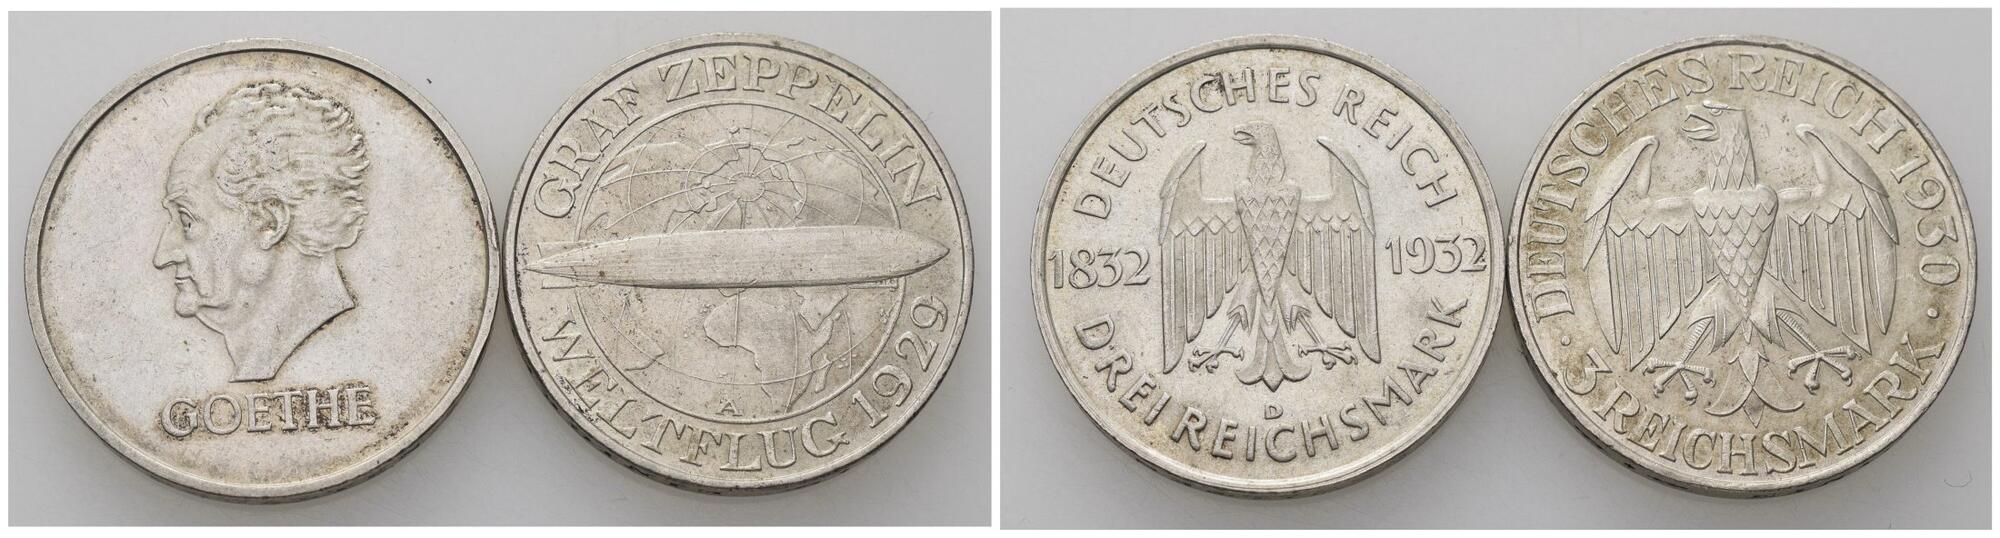 GOETHE
GRAF ZEPPELIN
WELTFLUG 1929
A
DEUTSCHES REICH
1832 1932
D
DREI REICHSMARK
DEUTSCHES REICH 1930
· 3 REICHSMARK ·